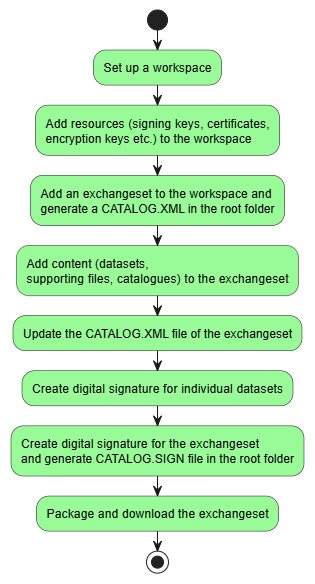 Set up a workspace
Add resources (signing keys, certificates,
encryption keys etc.) to the workspace
Add an exchangeset to the workspace and
generate a CATALOG.XML in the root folder
Add content (datasets,
supporting files, catalogues) to the exchangeset
Update the CATALOG.XML file of the exchangeset
Create digital signature for individual datasets
Create digital signature for the exchangeset
and generate CATALOG.SIGN file in the root folder
Package and download the exchangeset